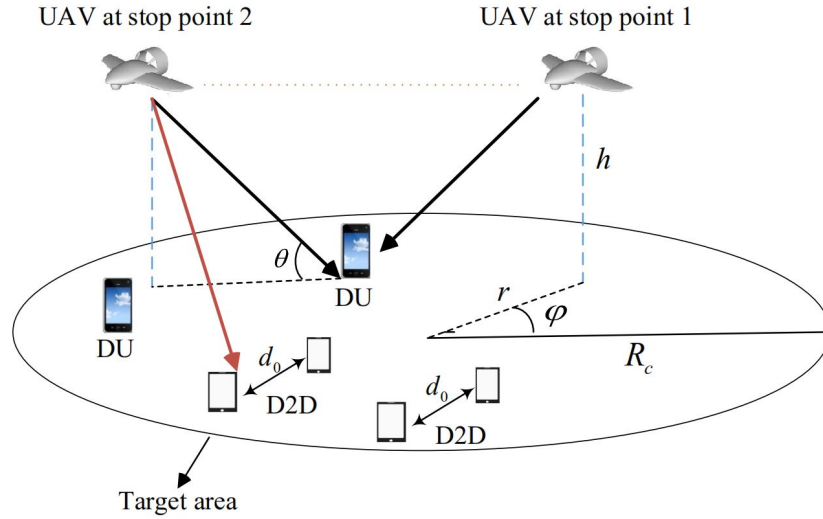 UAV at stop point 2
UAV at stop point 1
h
θ
DU
r
φ
DU
R_c
d_0
D2D
d_0
D2D
Target area